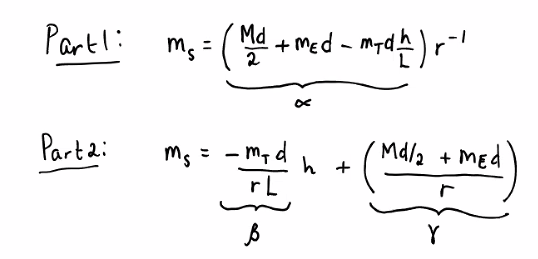 Part1: m_s = (Md/2 + m_E d − m_T d h/L) r^−1
α
Part2: m_s = −m_T d/rL h + (Md/2 + m_E d/r)
β γ